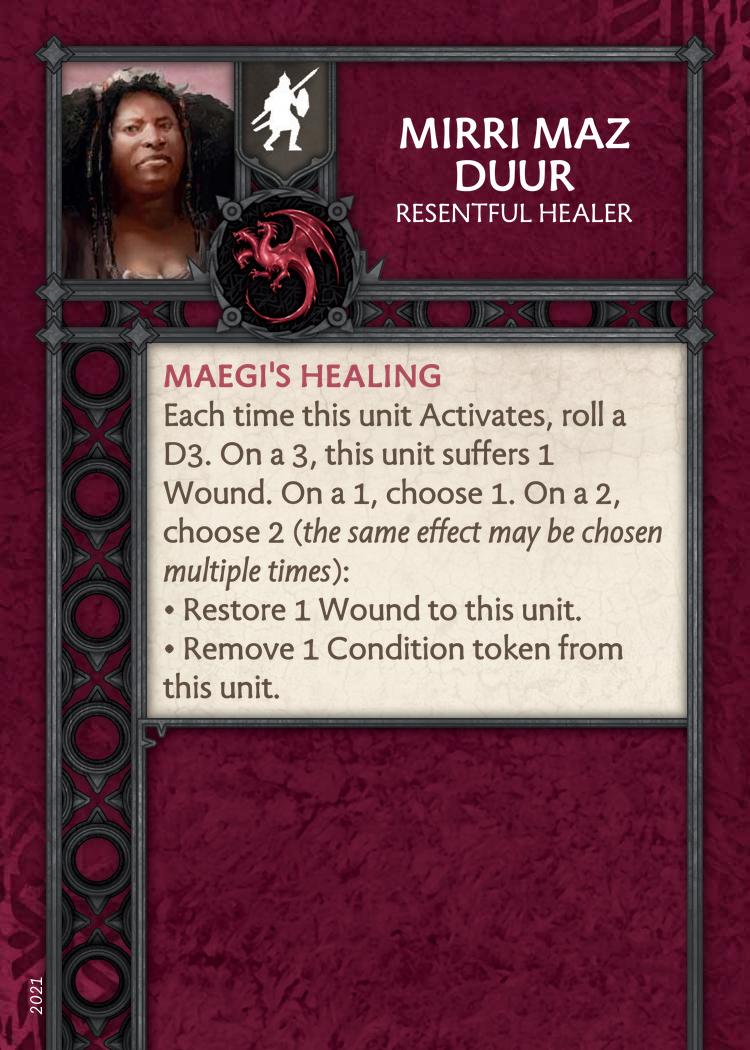 MIRRI MAZ
DUUR
RESENTFUL HEALER
MAEGI'S HEALING
Each time this unit Activates, roll a
D3. On a 3, this unit suffers 1
Wound. On a 1, choose 1. On a 2,
choose 2 (the same effect may be chosen
multiple times):
• Restore 1 Wound to this unit.
• Remove 1 Condition token from
this unit.
2021